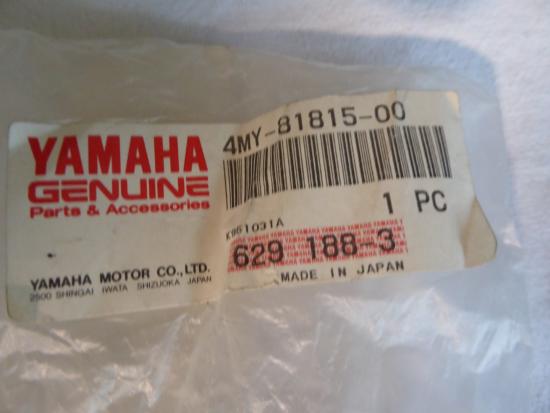 YAMAHA
GENUINE
Parts & Accessories
YAMAHA MOTOR CO.,LTD.
2500 SHINGAI IWATA SHIZUOKA JAPAN
4MY-81815-00
1 PC
K961031A
629 188-3
MADE IN JAPAN